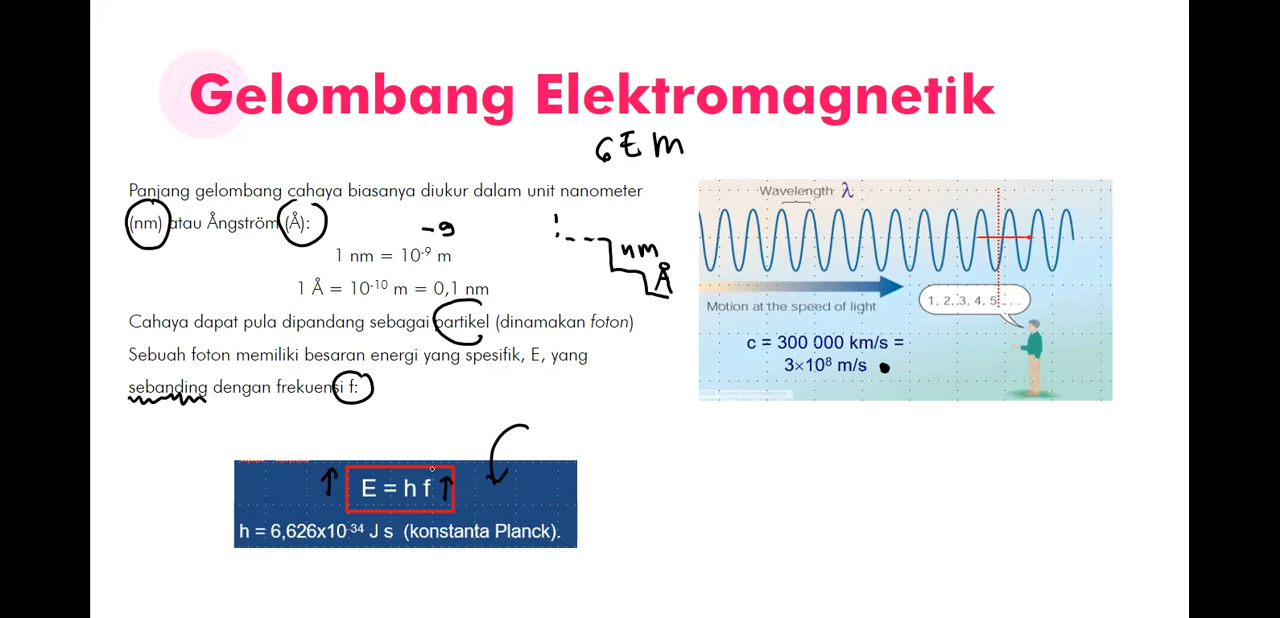 Gelombang Elektromagnetik
GEM
Panjang gelombang cahaya biasanya diukur dalam unit nanometer
(nm) atau Ångström (Å):
-9
1 nm = 10⁻⁹ m
1 Å = 10⁻¹⁰ m = 0,1 nm
nm
Å
Cahaya dapat pula dipandang sebagai partikel (dinamakan foton)
Sebuah foton memiliki besaran energi yang spesifik, E, yang
sebanding dengan frekuensi f:
E = h f
h = 6,626x10⁻³⁴ J s (konstanta Planck).
Wavelength λ
Motion at the speed of light
1, 2, 3, 4, 5, . . .
c = 300 000 km/s =
3×10⁸ m/s